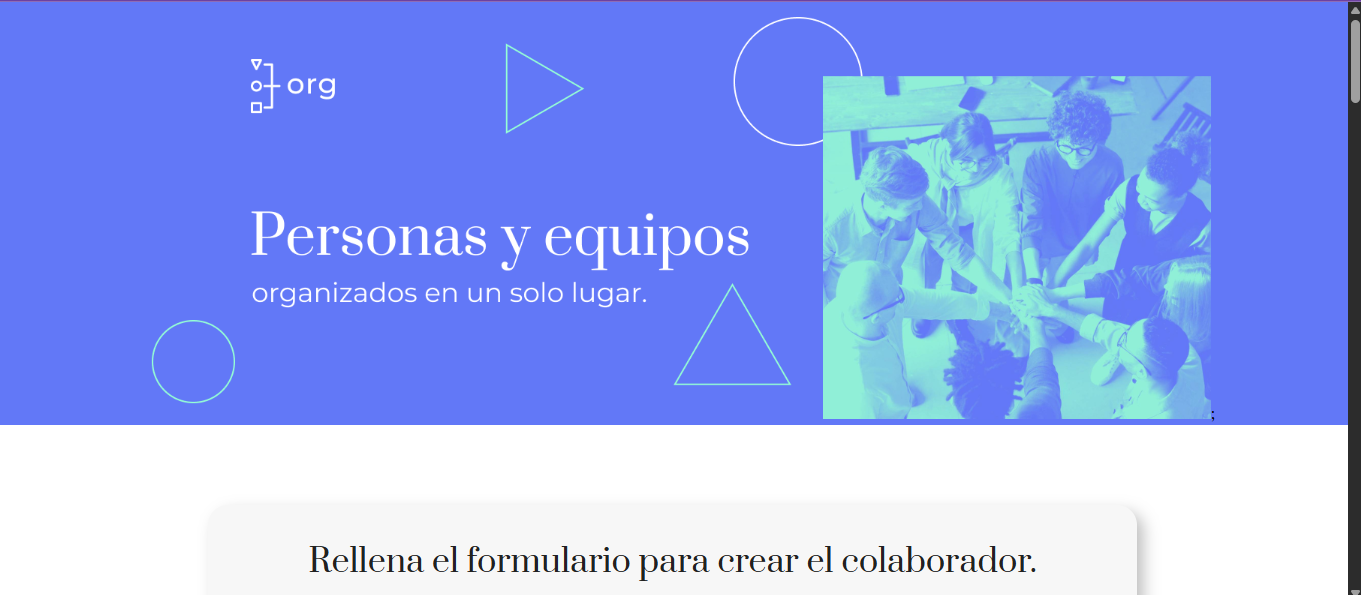 org
Personas y equipos
organizados en un solo lugar.
;
Rellena el formulario para crear el colaborador.